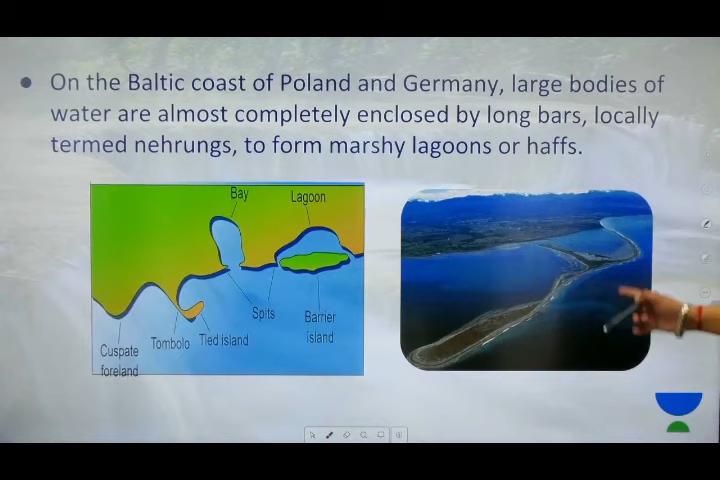 ● On the Baltic coast of Poland and Germany, large bodies of
water are almost completely enclosed by long bars, locally
termed nehrungs, to form marshy lagoons or haffs.
Bay
Lagoon
Spits
Barrier
island
Tombolo
Tied island
Cuspate
foreland